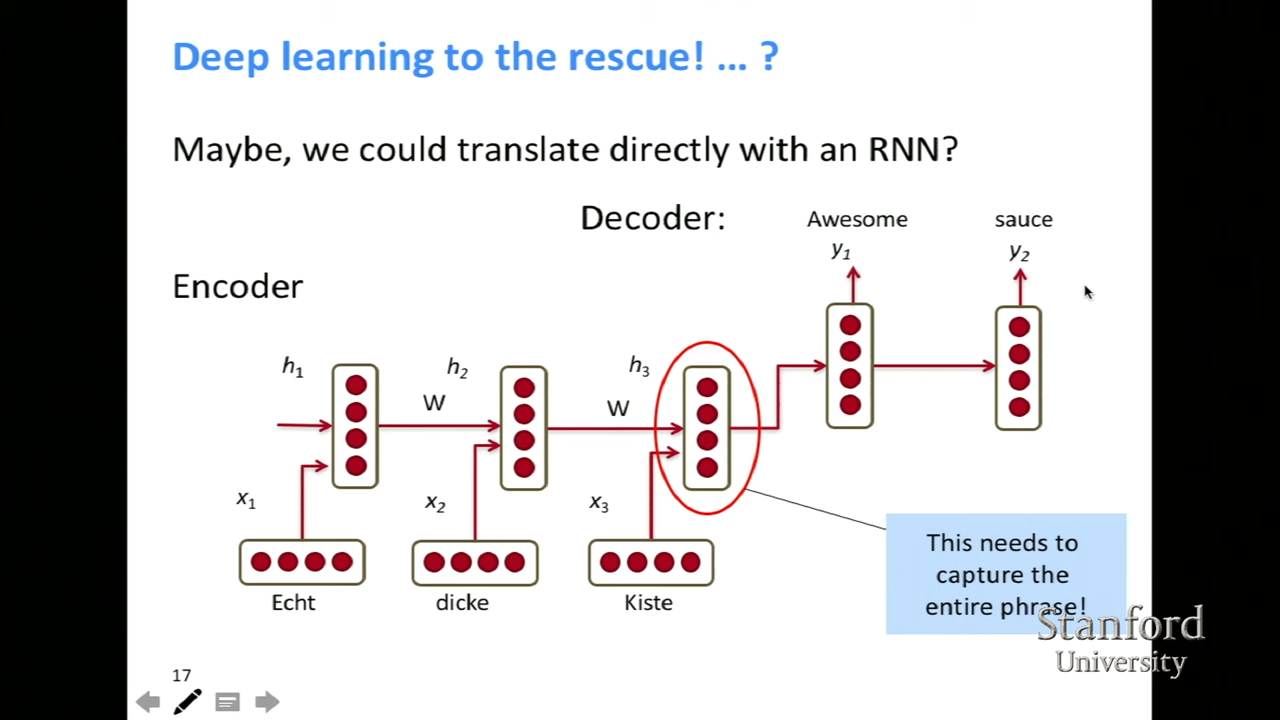 Deep learning to the rescue! ... ?
Maybe, we could translate directly with an RNN?
Decoder:
Awesome
sauce
y1
y2
Encoder
h1
h2
h3
W
W
x1
x2
x3
Echt
dicke
Kiste
This needs to
capture the
entire phrase!
Stanford
University
17